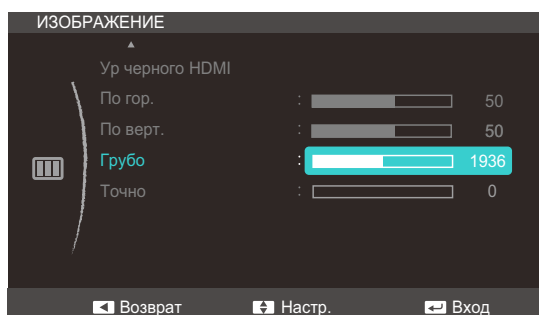 ИЗОБРАЖЕНИЕ
Ур черного HDMI
По гор. : 50
По верт. : 50
Грубо : 1936
Точно : 0
Возврат Настр. Вход